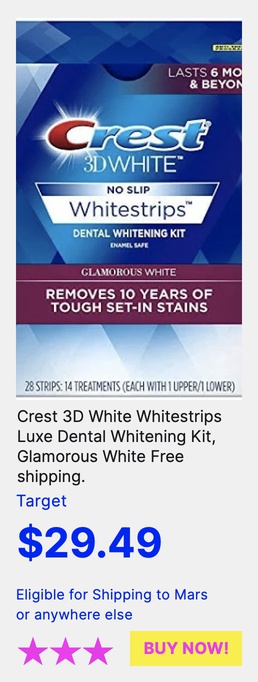 LASTS 6 MO
& BEYON
Crest
3DWHITE™
NO SLIP
Whitestrips™
DENTAL WHITENING KIT
ENAMEL SAFE
GLAMOROUS WHITE
REMOVES 10 YEARS OF
TOUGH SET-IN STAINS
28 STRIPS: 14 TREATMENTS (EACH WITH 1 UPPER/1 LOWER)
Crest 3D White Whitestrips
Luxe Dental Whitening Kit,
Glamorous White Free
shipping.
Target
$29.49
Eligible for Shipping to Mars
or anywhere else
BUY NOW!